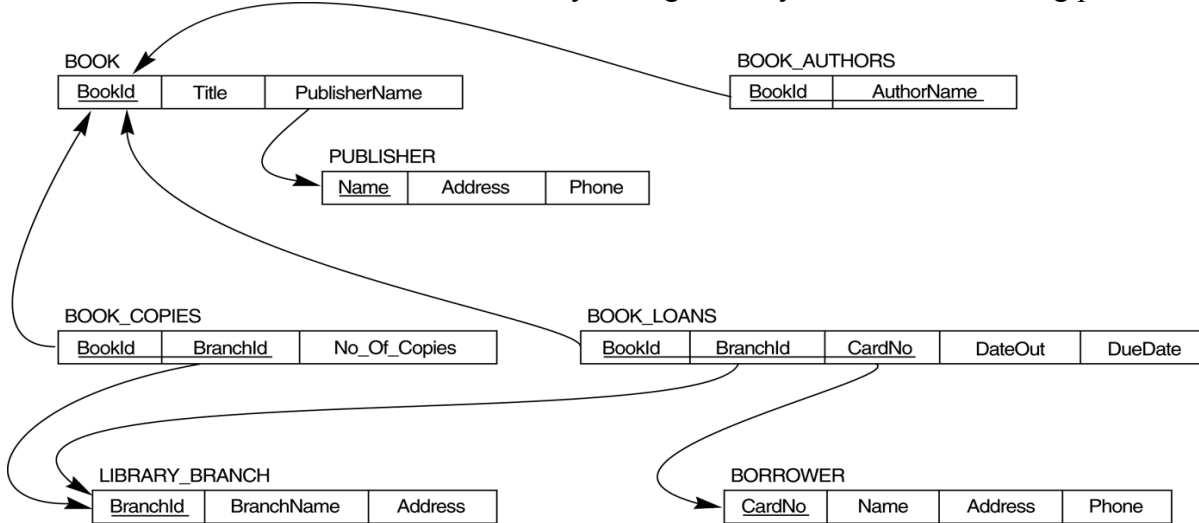 BOOK
BookId Title PublisherName
BOOK_AUTHORS
BookId AuthorName
PUBLISHER
Name Address Phone
BOOK_COPIES
BookId BranchId No_Of_Copies
BOOK_LOANS
BookId BranchId CardNo DateOut DueDate
LIBRARY_BRANCH
BranchId BranchName Address
BORROWER
CardNo Name Address Phone